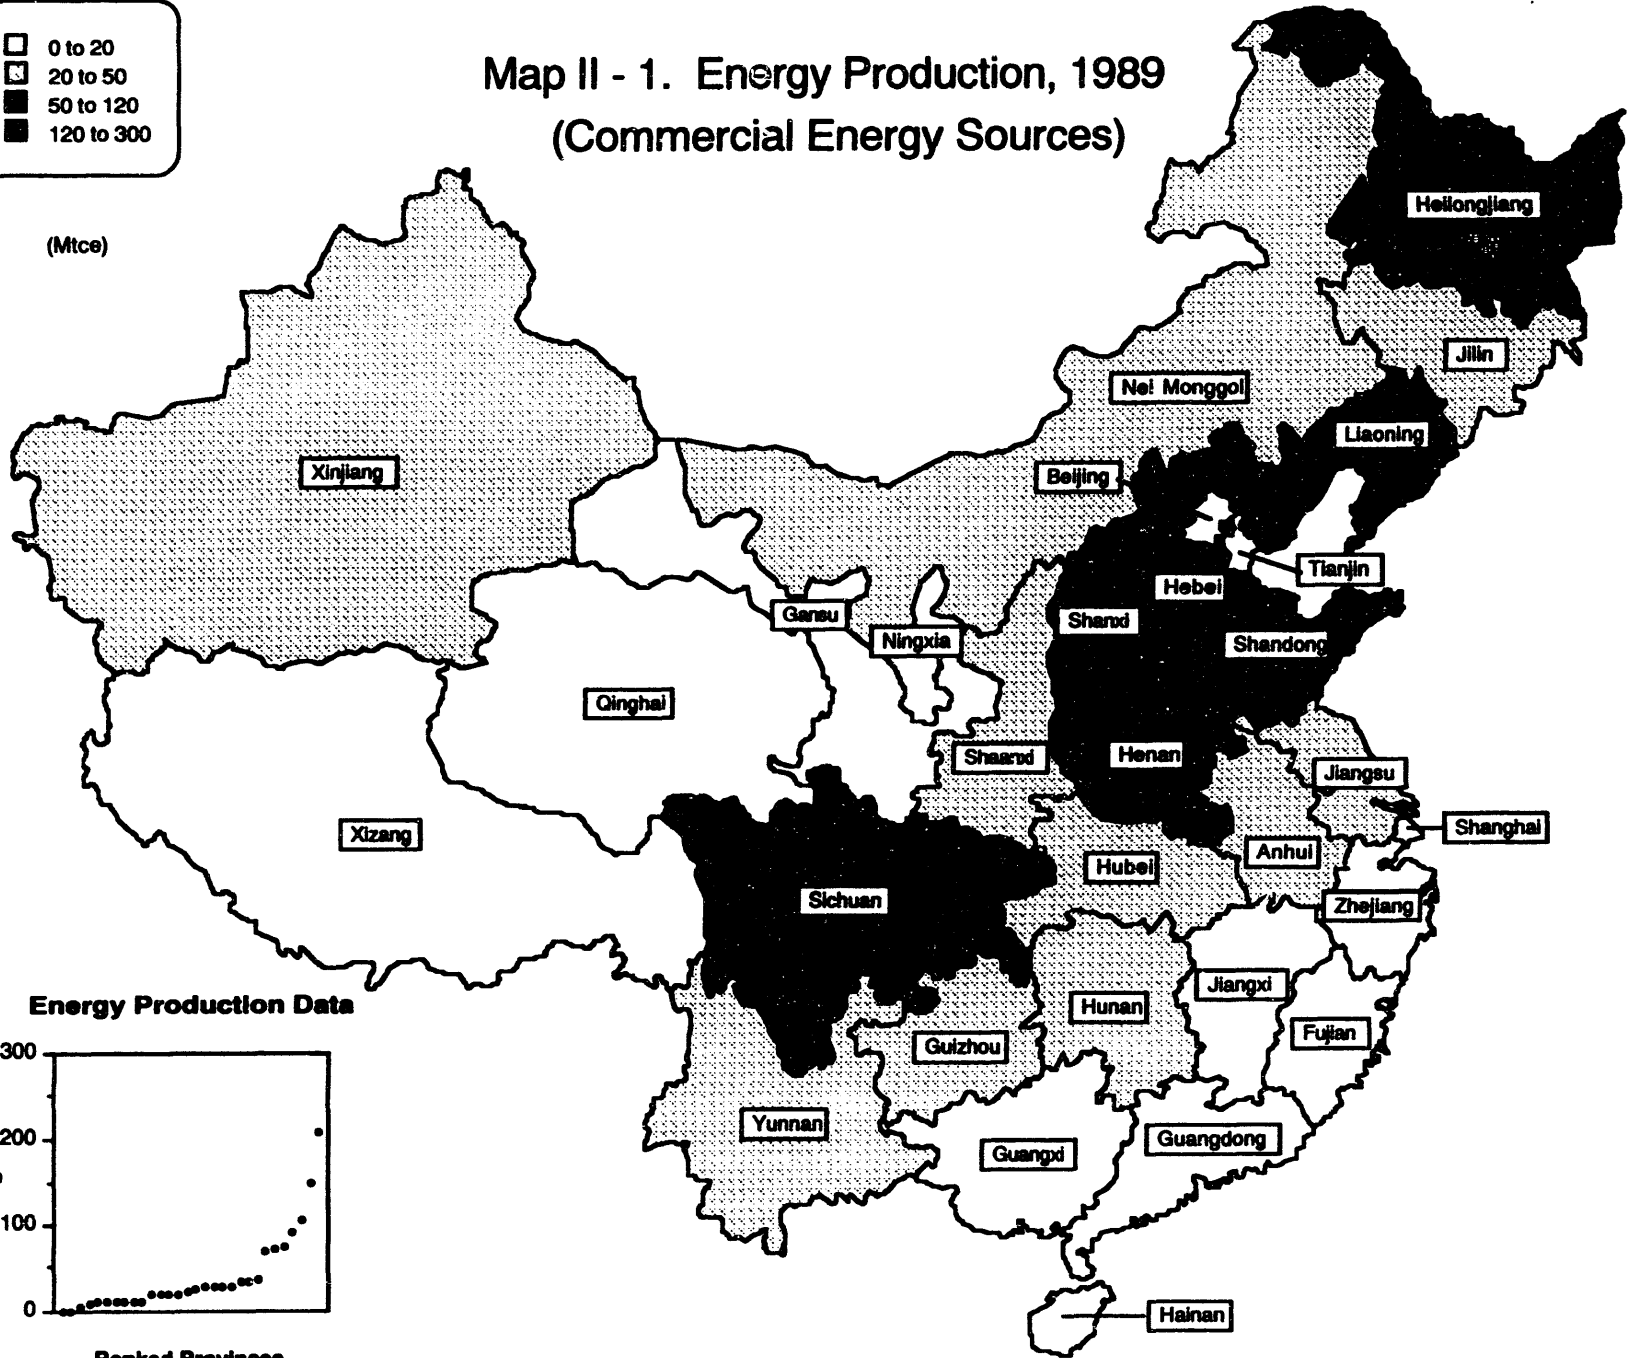 0 to 20
20 to 50
50 to 120
120 to 300
Map II - 1. Energy Production, 1989
(Commercial Energy Sources)
(Mtce)
Heilongjiang
Jilin
Nei Monggol
Liaoning
Xinjiang
Beijing
Tianjin
Hebei
Gansu
Shanxi
Ningxia
Shandong
Qinghai
Shaanxi
Henan
Jiangsu
Xizang
Shanghai
Anhui
Hubei
Sichuan
Zhejiang
Jiangxi
Hunan
Fujian
Guizhou
Yunnan
Guangxi
Guangdong
Hainan
Energy Production Data
300
200
100
0
Ranked Provinces